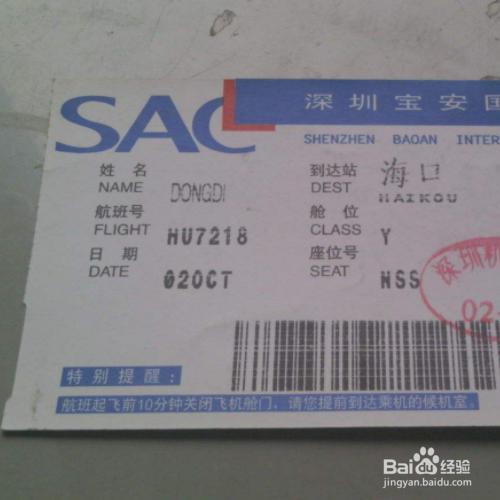 SAC
深圳宝安国
SHENZHEN BAOAN INTER
姓名 到达站 海口
NAME DONGDI DEST HAIKOU
航班号 舱位
FLIGHT HU7218 CLASS Y
日期 座位号
DATE 02OCT SEAT NSS
深圳机
02
特别提醒：
航班起飞前10分钟关闭飞机舱门，请您提前到达乘机的候机室。
Baidu经验
jingyan.baidu.com